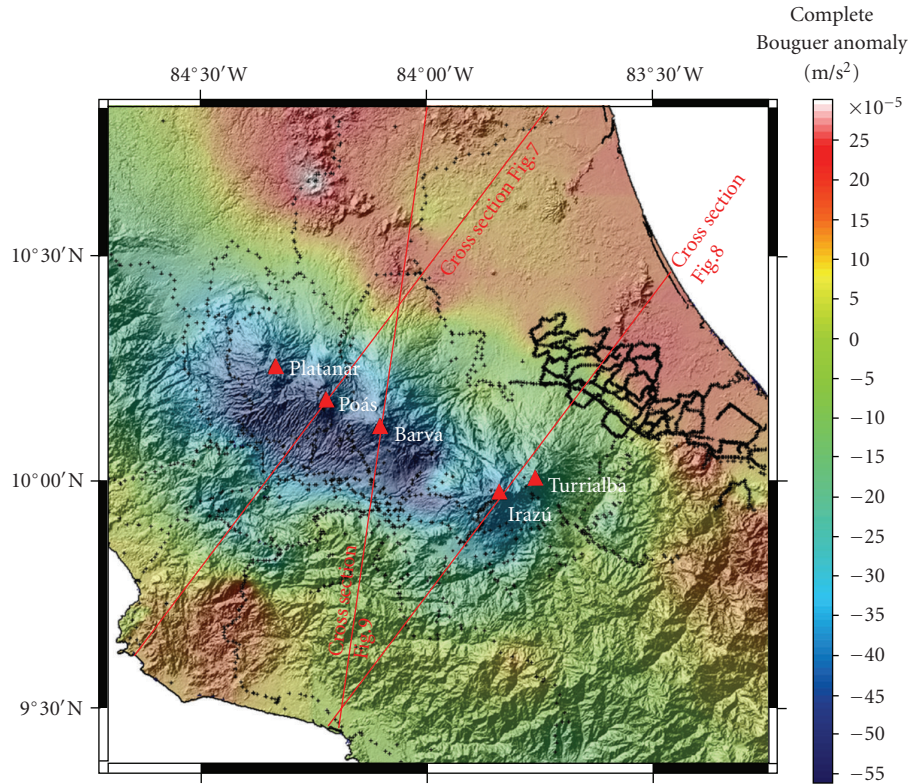 Complete
Bouguer anomaly
(m/s²)
84°30′W
84°00′W
83°30′W
×10⁻⁵
25
20
15
10
5
0
−5
−10
−15
−20
−25
−30
−35
−40
−45
−50
−55
10°30′N
10°00′N
9°30′N
Cross section Fig.7
Cross section
Fig.8
Platanar
Poás
Barva
Turrialba
Irazú
Cross section
Fig.9